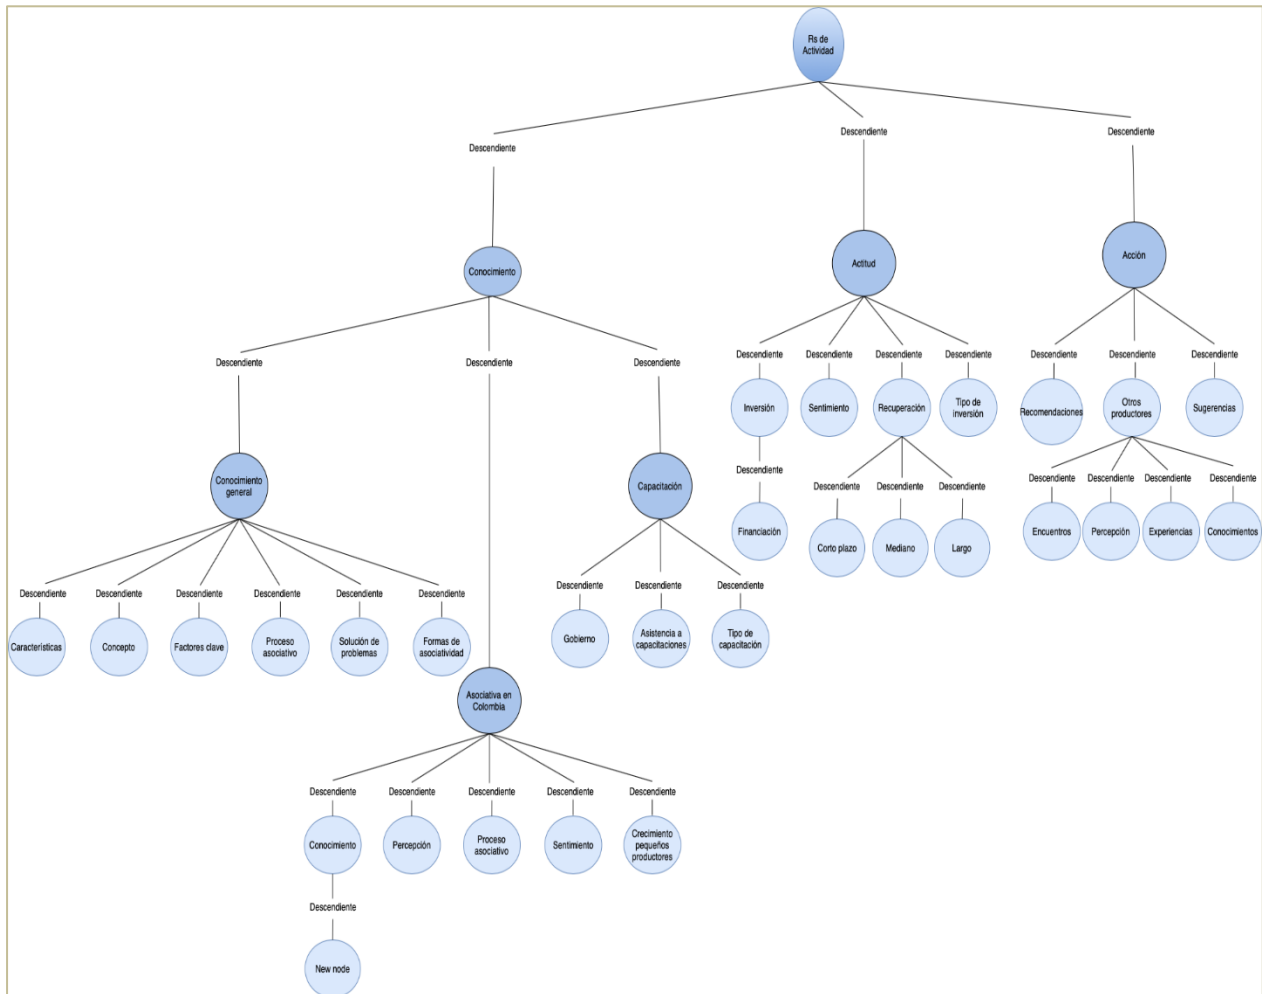 Rs de
Actividad
Descendiente
Descendiente
Descendiente
Conocimiento
Actitud
Acción
Descendiente
Descendiente
Descendiente
Descendiente
Descendiente
Descendiente
Descendiente
Descendiente
Descendiente
Descendiente
Inversión
Sentimiento
Recuperación
Tipo de
inversión
Recomendaciones
Otros
productores
Sugerencias
Descendiente
Descendiente
Descendiente
Descendiente
Descendiente
Descendiente
Descendiente
Descendiente
Conocimiento
general
Capacitación
Financiación
Corto plazo
Mediano
Largo
Encuentros
Percepción
Experiencias
Conocimientos
Descendiente
Descendiente
Descendiente
Descendiente
Descendiente
Descendiente
Descendiente
Descendiente
Descendiente
Características
Concepto
Factores clave
Proceso
asociativo
Solución de
problemas
Formas de
asociatividad
Gobierno
Asistencia a
capacitaciones
Tipo de
capacitación
Asociativa en
Colombia
Descendiente
Descendiente
Descendiente
Descendiente
Descendiente
Conocimiento
Percepción
Proceso
asociativo
Sentimiento
Crecimiento
pequeños
productores
Descendiente
New node